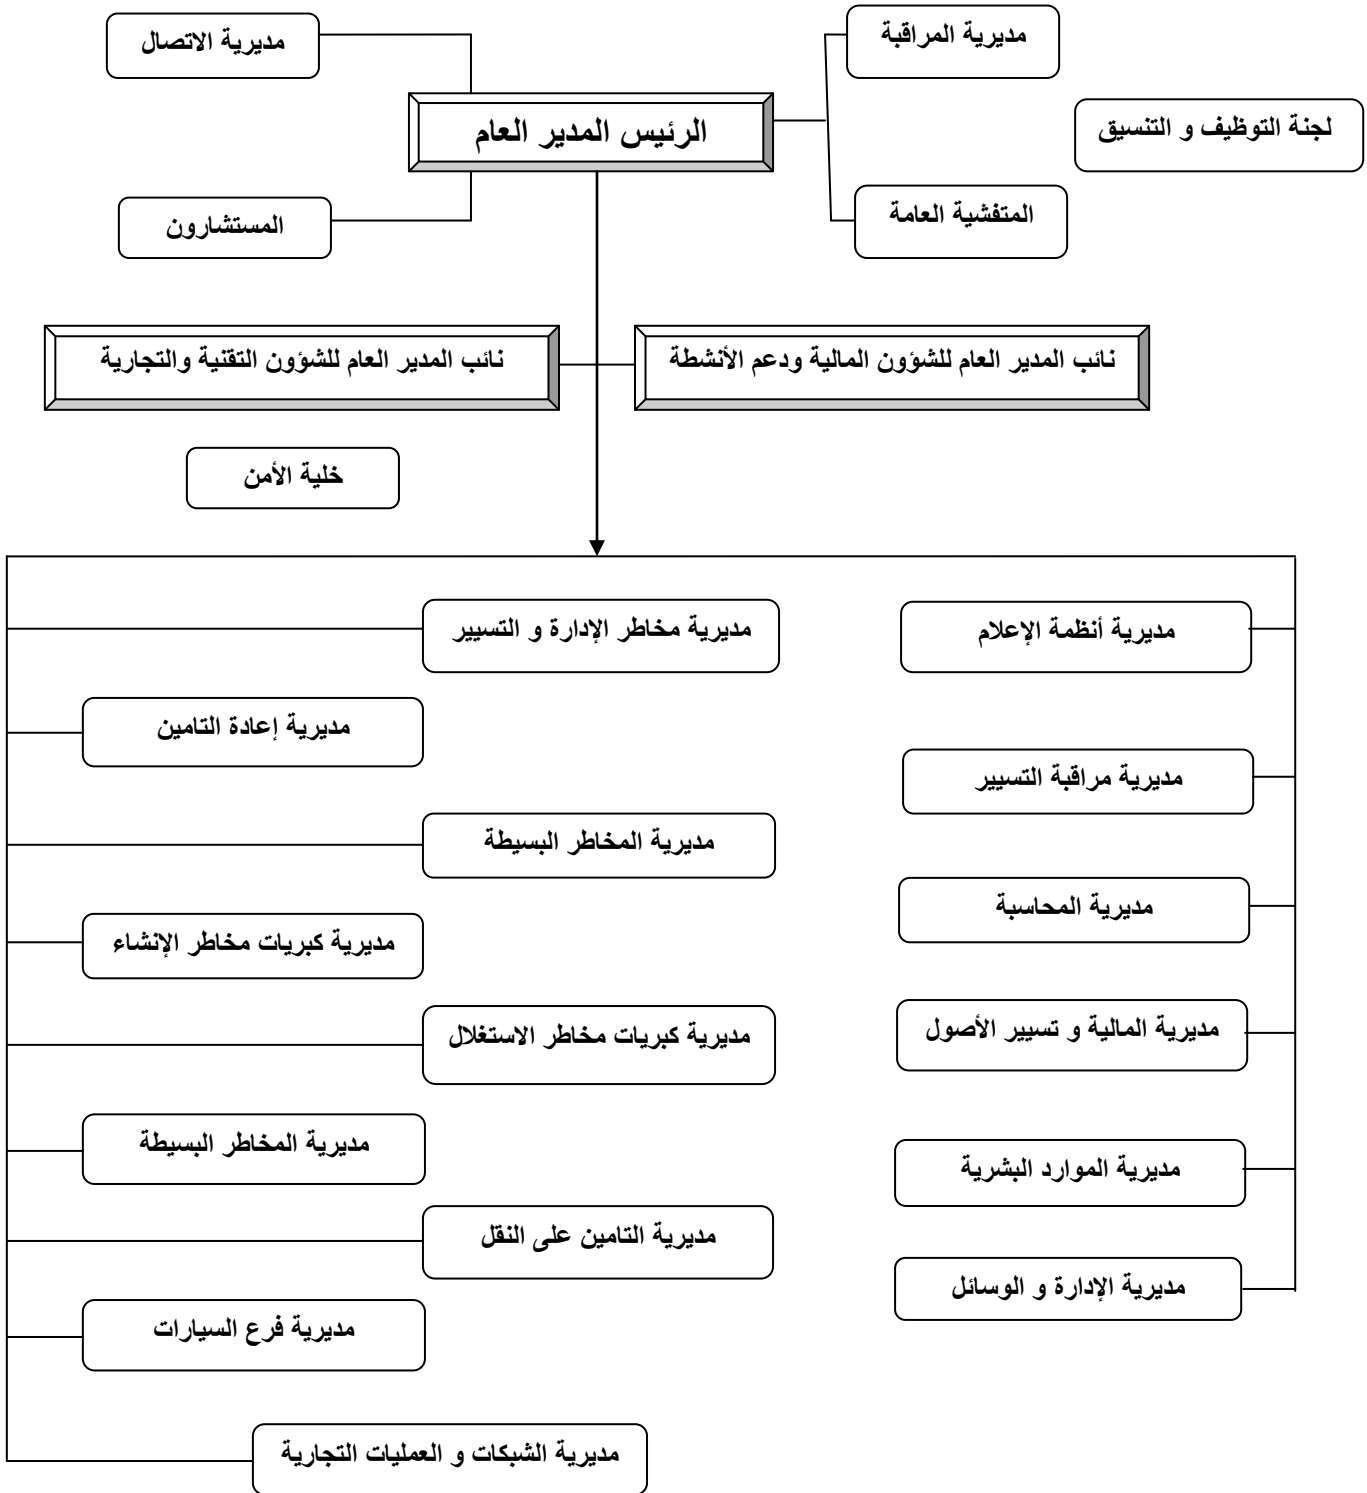 مديرية المراقبة
مديرية الاتصال
لجنة التوظيف و التنسيق
الرئيس المدير العام
المتفشية العامة
المستشارون
نائب المدير العام للشؤون المالية ودعم الأنشطة
نائب المدير العام للشؤون التقنية والتجارية
خلية الأمن
مديرية أنظمة الإعلام
مديرية مخاطر الإدارة و التسيير
مديرية إعادة التامين
مديرية مراقبة التسيير
مديرية المخاطر البسيطة
مديرية المحاسبة
مديرية كبريات مخاطر الإنشاء
مديرية المالية و تسيير الأصول
مديرية كبريات مخاطر الاستغلال
مديرية المخاطر البسيطة
مديرية الموارد البشرية
مديرية التامين على النقل
مديرية الإدارة و الوسائل
مديرية فرع السيارات
مديرية الشبكات و العمليات التجارية